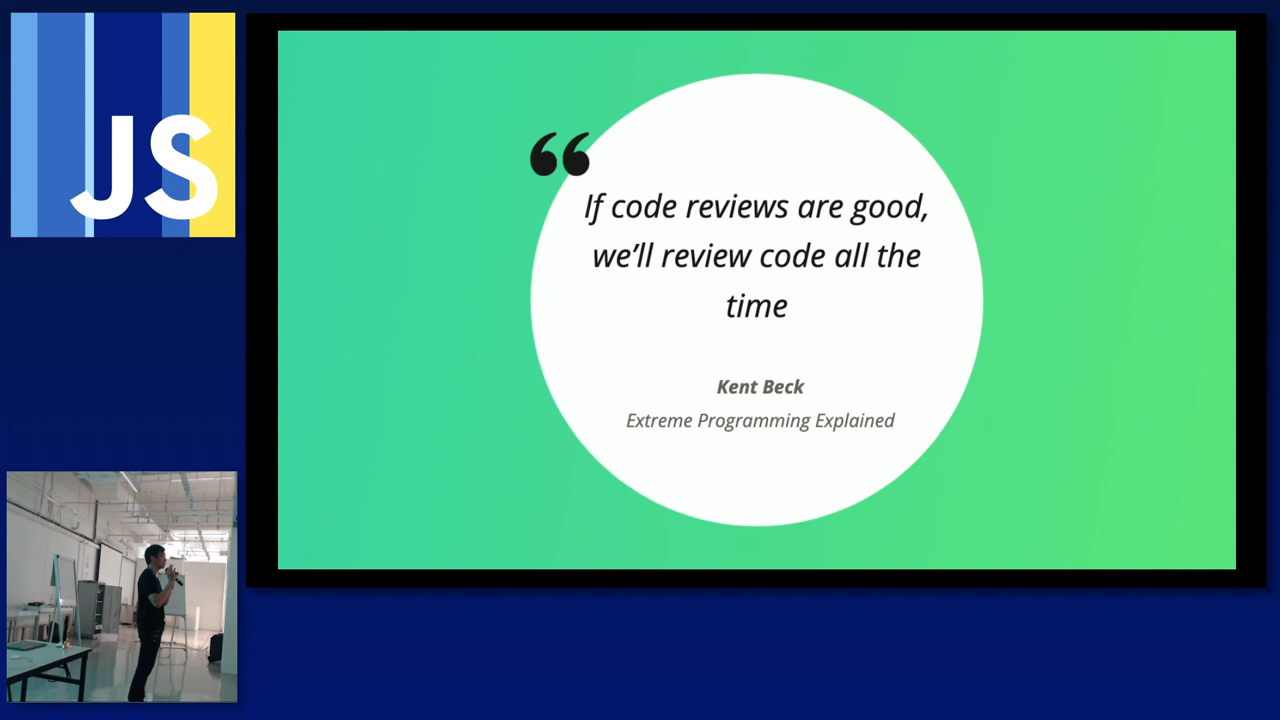 JS
“
If code reviews are good,
we’ll review code all the
time
Kent Beck
Extreme Programming Explained